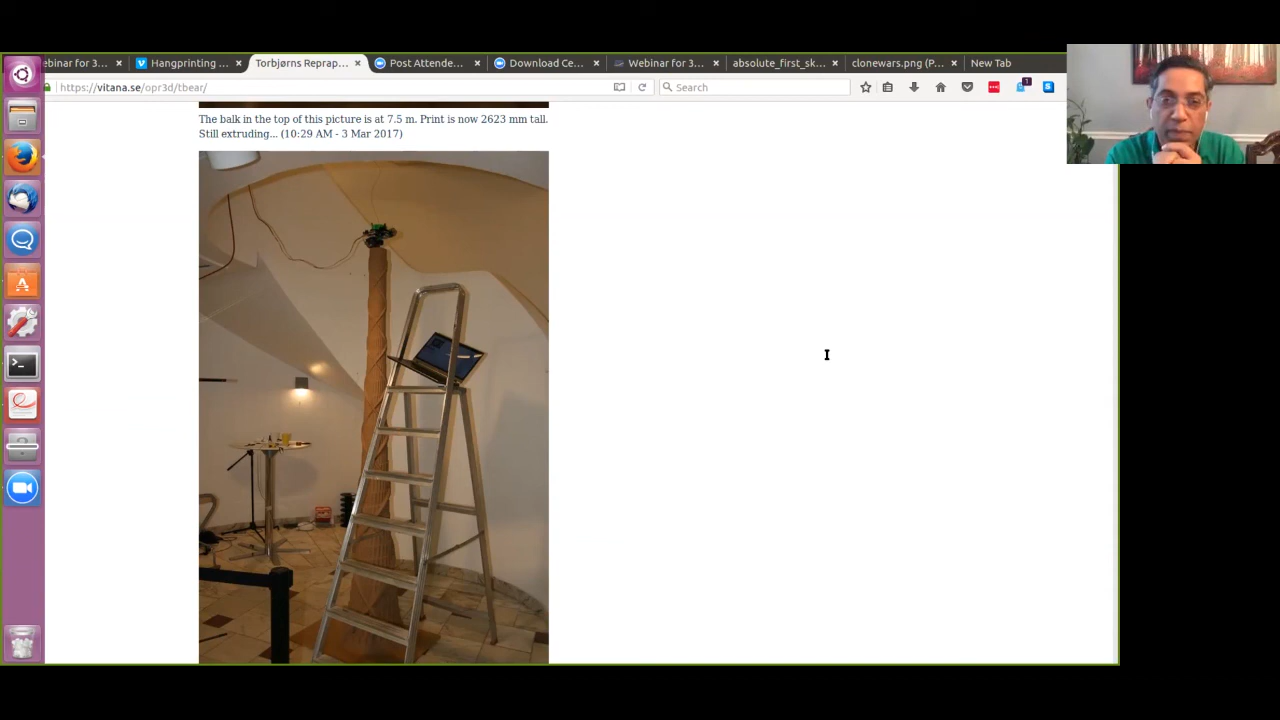 ebinar for 3...
Hangprinting ...
Torbjørns Reprap...
Post Attende...
Download Ce...
Webinar for 3...
absolute_first_sk...
clonewars.png (P...
New Tab
https://vitana.se/opr3d/tbear/
Search
1
The balk in the top of this picture is at 7.5 m. Print is now 2623 mm tall.
Still extruding... (10:29 AM - 3 Mar 2017)